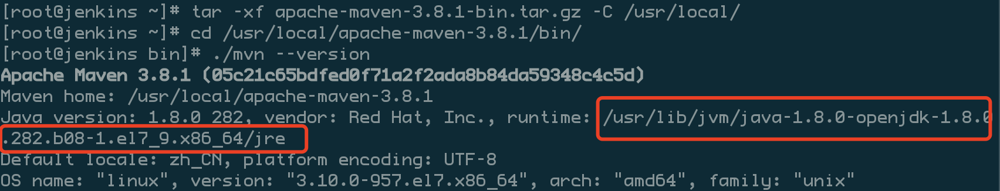 [root@jenkins ~]# tar -xf apache-maven-3.8.1-bin.tar.gz -C /usr/local/
[root@jenkins ~]# cd /usr/local/apache-maven-3.8.1/bin/
[root@jenkins bin]# ./mvn --version
Apache Maven 3.8.1 (05c21c65bdfed0f71a2f2ada8b84da59348c4c5d)
Maven home: /usr/local/apache-maven-3.8.1
Java version: 1.8.0_282, vendor: Red Hat, Inc., runtime: /usr/lib/jvm/java-1.8.0-openjdk-1.8.0
.282.b08-1.el7_9.x86_64/jre
Default locale: zh_CN, platform encoding: UTF-8
OS name: "linux", version: "3.10.0-957.el7.x86_64", arch: "amd64", family: "unix"